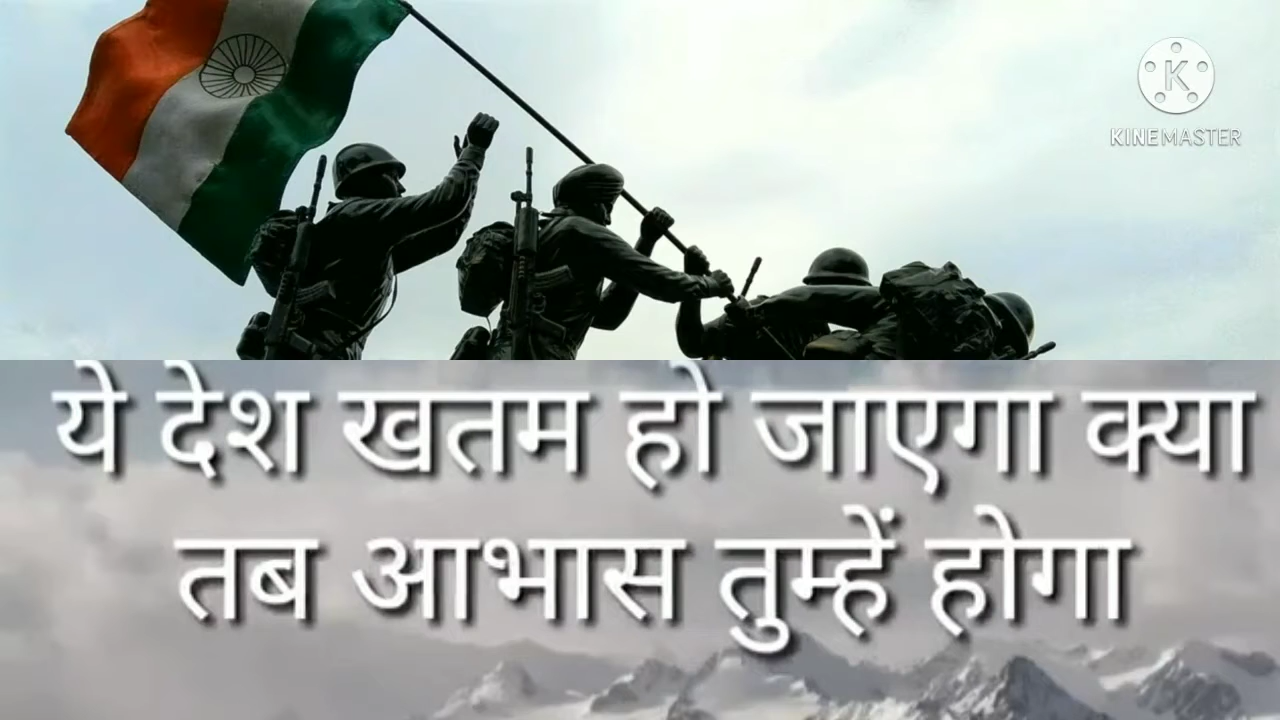 KINEMASTER
ये देश खतम हो जाएगा क्या
तब आभास तुम्हें होगा